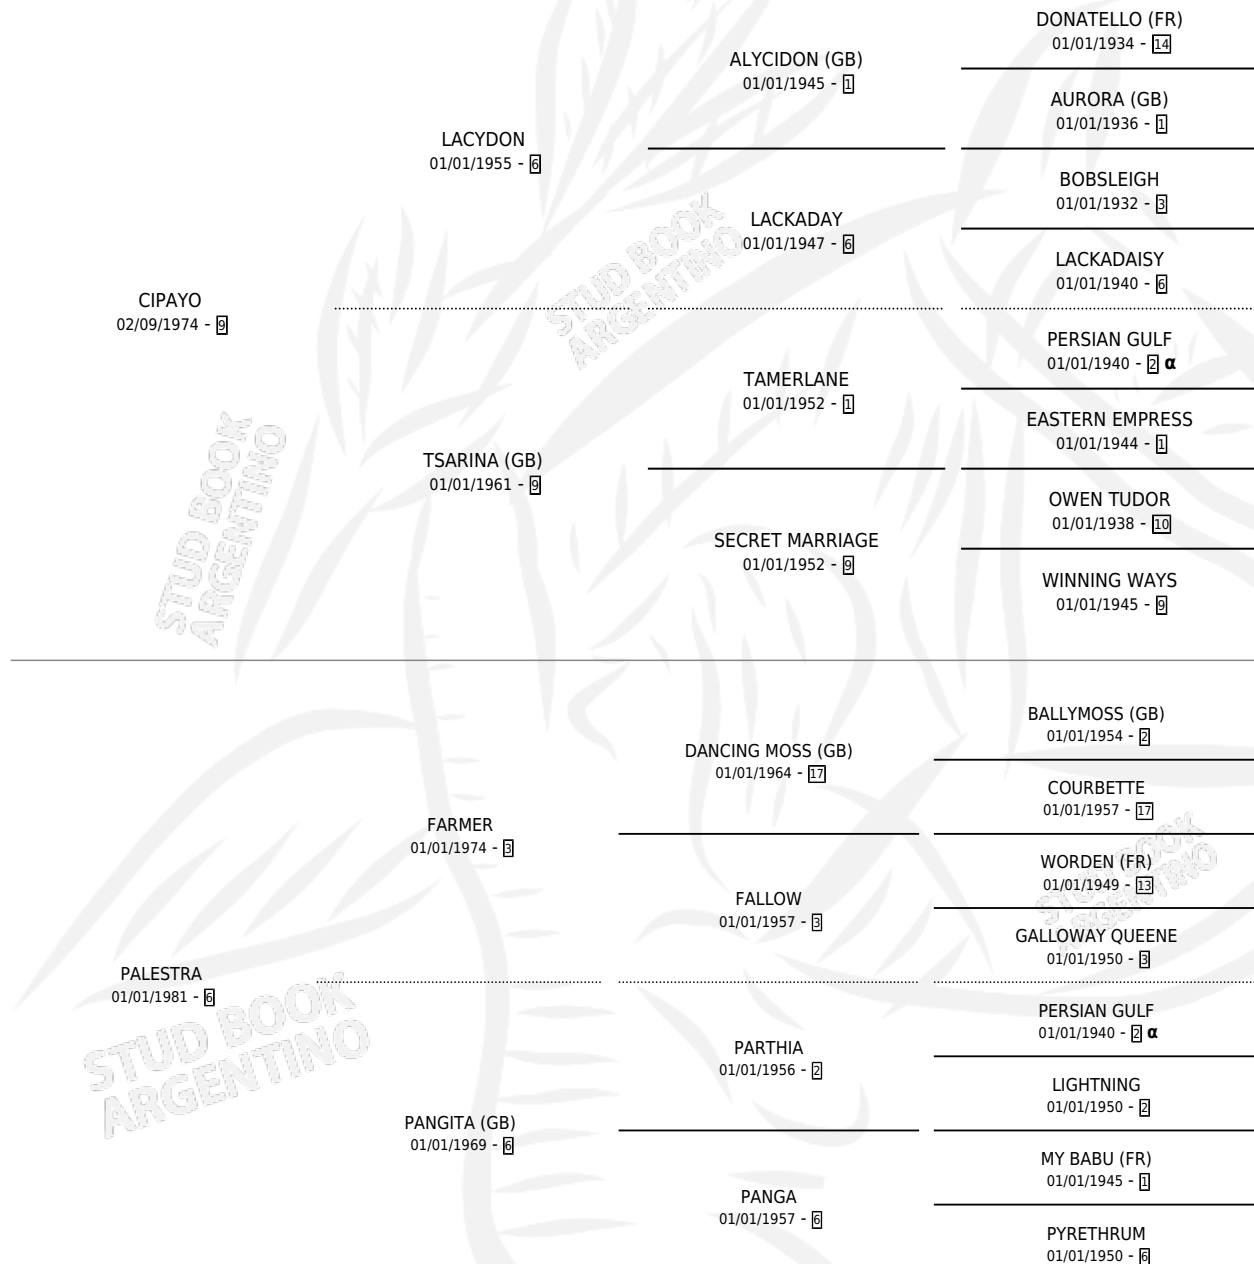 DONATELLO (FR)
01/01/1934 - 14
ALYCIDON (GB)
01/01/1945 - 1
AURORA (GB)
01/01/1936 - 1
LACYDON
01/01/1955 - 6
BOBSLEIGH
01/01/1932 - 3
LACKADAY
01/01/1947 - 6
LACKADAISY
01/01/1940 - 6
CIPAYO
02/09/1974 - 9
PERSIAN GULF
01/01/1940 - 2 α
TAMERLANE
01/01/1952 - 1
EASTERN EMPRESS
01/01/1944 - 1
TSARINA (GB)
01/01/1961 - 9
OWEN TUDOR
01/01/1938 - 10
SECRET MARRIAGE
01/01/1952 - 9
WINNING WAYS
01/01/1945 - 9
BALLYMOSS (GB)
01/01/1954 - 2
DANCING MOSS (GB)
01/01/1964 - 17
COURBETTE
01/01/1957 - 17
FARMER
01/01/1974 - 3
WORDEN (FR)
01/01/1949 - 13
FALLOW
01/01/1957 - 3
GALLOWAY QUEENE
01/01/1950 - 3
PALESTRA
01/01/1981 - 6
PERSIAN GULF
01/01/1940 - 2 α
PARTHIA
01/01/1956 - 2
LIGHTNING
01/01/1950 - 2
PANGITA (GB)
01/01/1969 - 6
MY BABU (FR)
01/01/1945 - 1
PANGA
01/01/1957 - 6
PYRETHRUM
01/01/1950 - 6
STUD BOOK
ARGENTINO
STUD BOOK
ARGENTINO
STUD BOOK
ARGENTINO
STUD BOOK
ARGENTINO